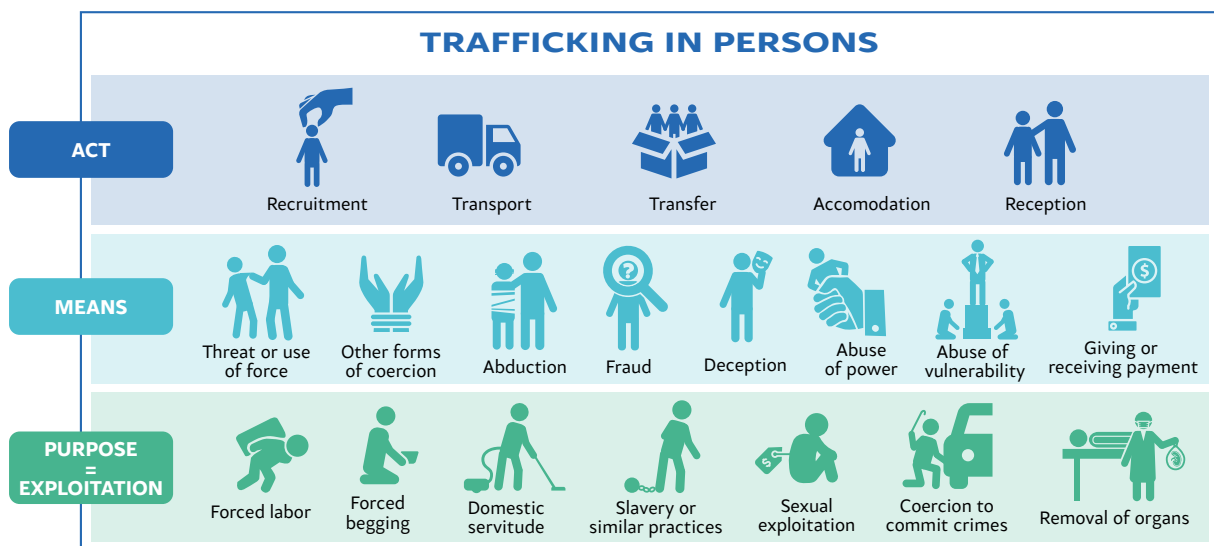 TRAFFICKING IN PERSONS
ACT
Recruitment
Transport
Transfer
Accomodation
Reception
MEANS
Threat or use
of force
Other forms
of coercion
Abduction
?
Fraud
Deception
Abuse
of power
Abuse of
vulnerability
$
Giving or
receiving payment
PURPOSE
=
EXPLOITATION
Forced labor
Forced
begging
Domestic
servitude
Slavery or
similar practices
$
Sexual
exploitation
Coercion to
commit crimes
Removal of organs